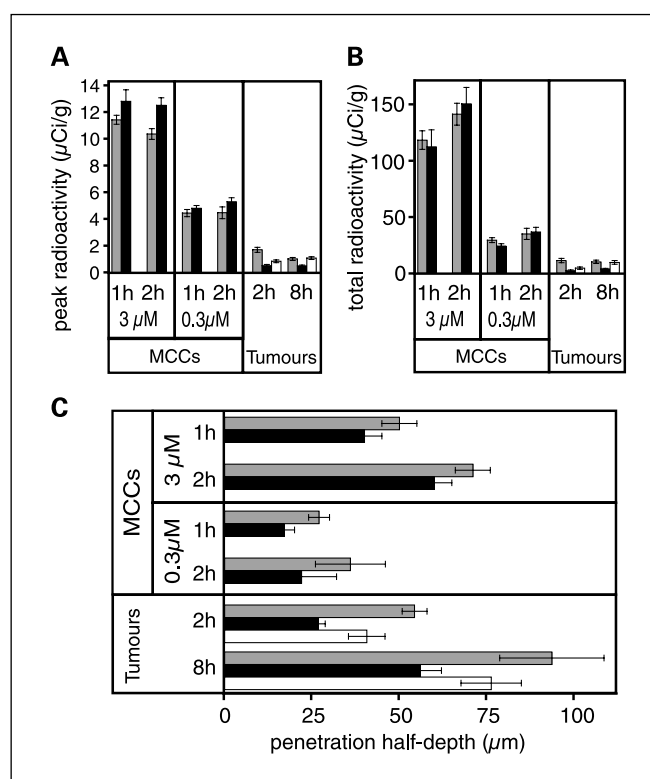 A
peak radioactivity (µCi/g)
14
12
10
8
6
4
2
0
1h 2h 1h 2h 2h 8h
3 µM 0.3µM
MCCs Tumours
B
total radioactivity (µCi/g)
150
100
50
0
1h 2h 1h 2h 2h 8h
3 µM 0.3µM
MCCs Tumours
C
MCCs
3 µM
1h
2h
0.3µM
1h
2h
Tumours
2h
8h
0 25 50 75 100
penetration half-depth (µm)